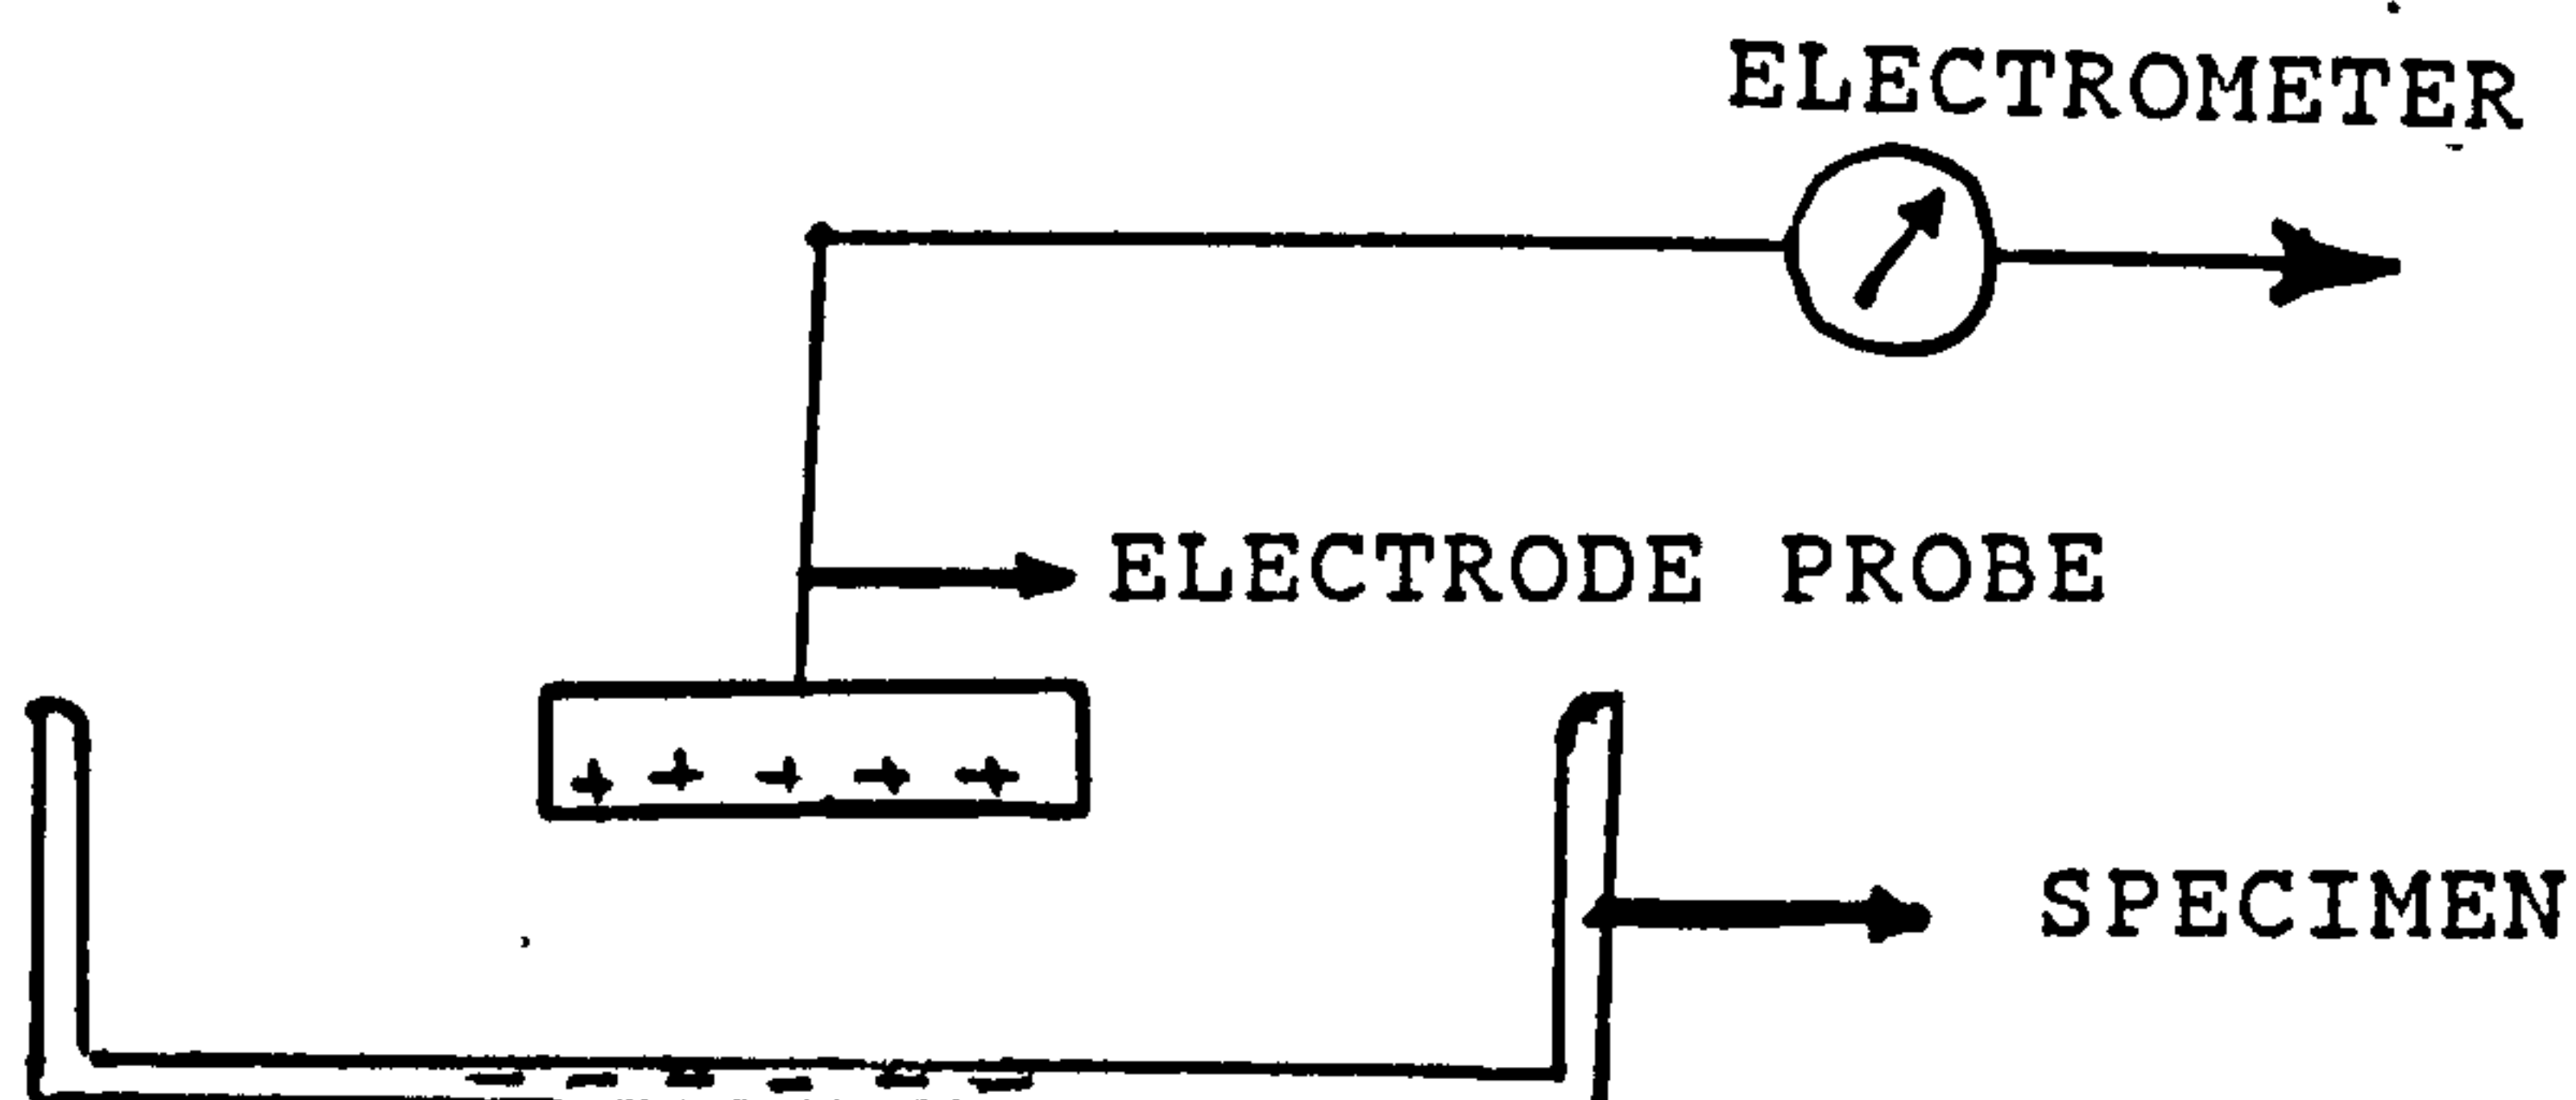 ELECTROMETER
ELECTRODE PROBE
+ + + + +
SPECIMEN
- - - - - -